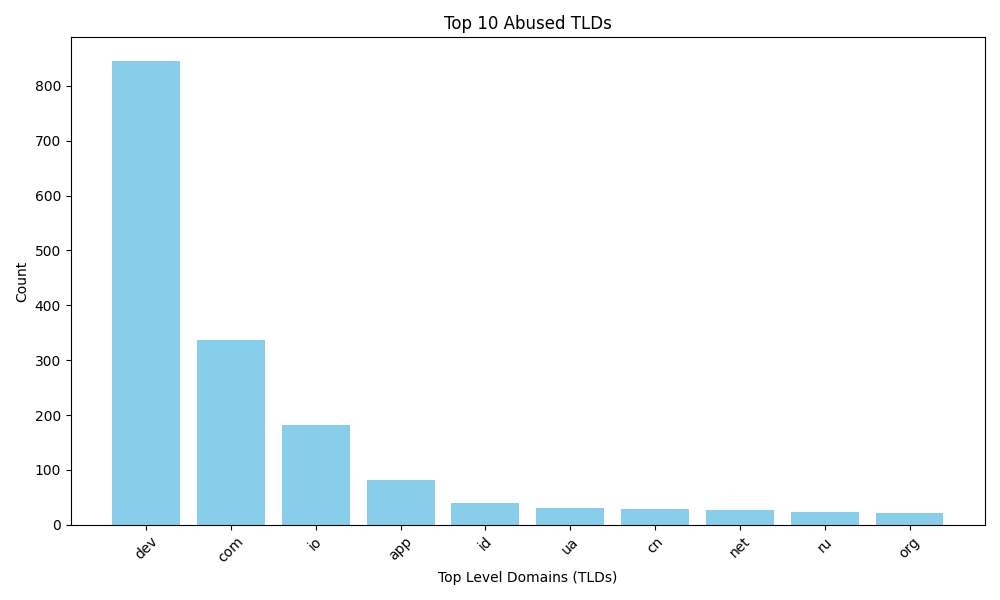 Top 10 Abused TLDs
Count
800
700
600
500
400
300
200
100
0
dev
com
io
app
id
ua
cn
net
ru
org
Top Level Domains (TLDs)